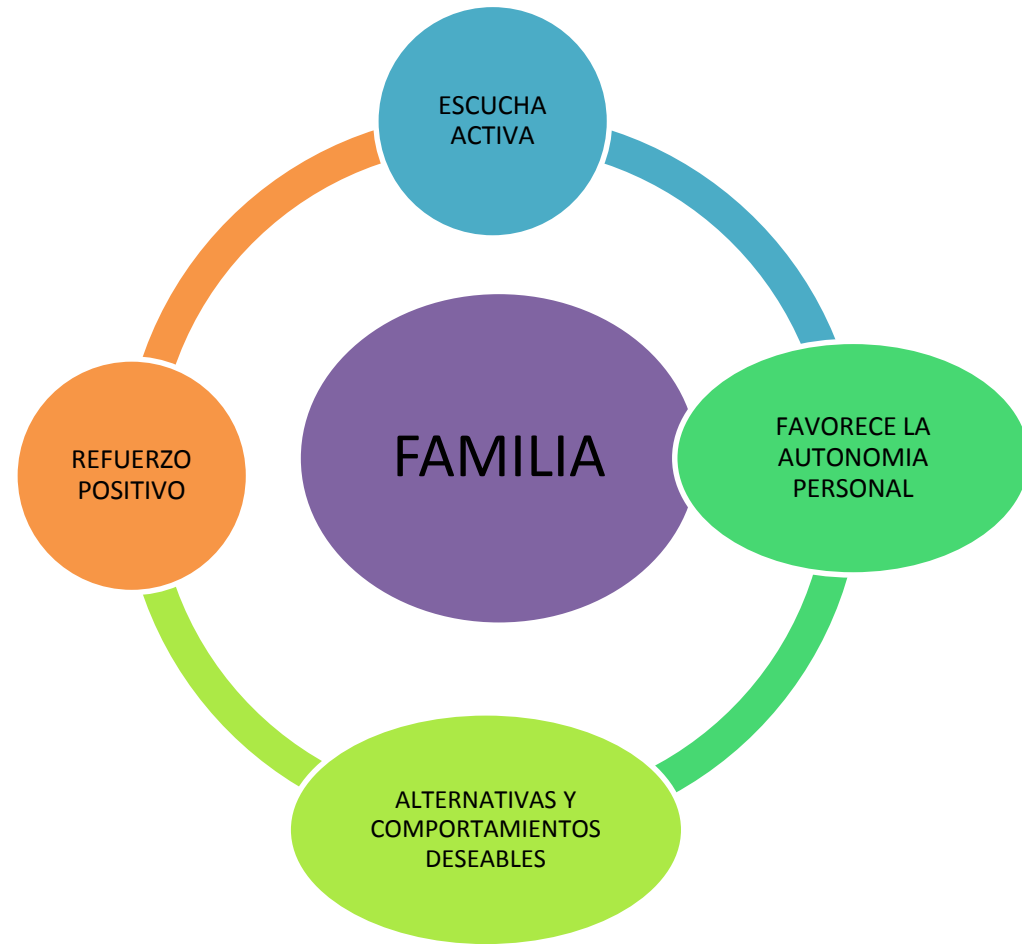 ESCUCHA
ACTIVA
FAMILIA
FAVORECE LA
AUTONOMIA
PERSONAL
REFUERZO
POSITIVO
ALTERNATIVAS Y
COMPORTAMIENTOS
DESEABLES